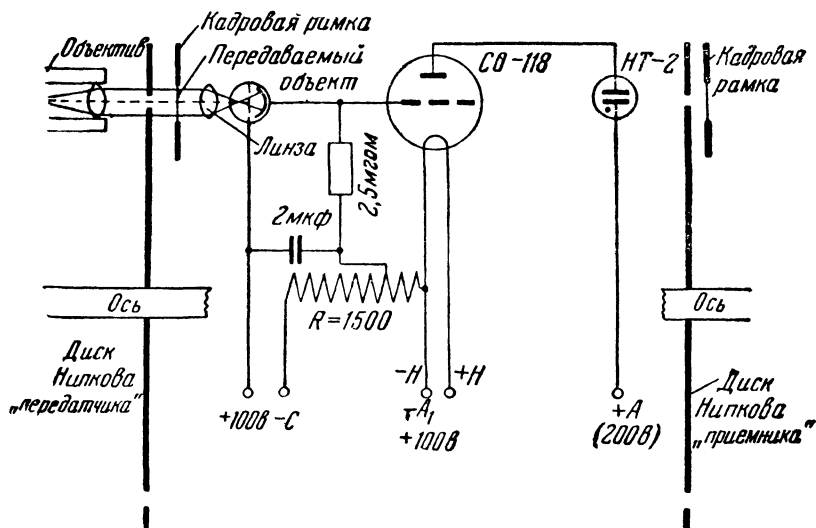 Объектив
Кадровая римка
Передаваемый
объект
Линза
СО-118
НТ-2
Кадровая
рамка
2,5мгом
2мкф
R=1500
Ось
Ось
Диск
Нипкова
„передатчика"
+100в
-С
-Н
+Н
+А₁
+100в
+А
(200в)
Диск
Нипкова
„приемника"